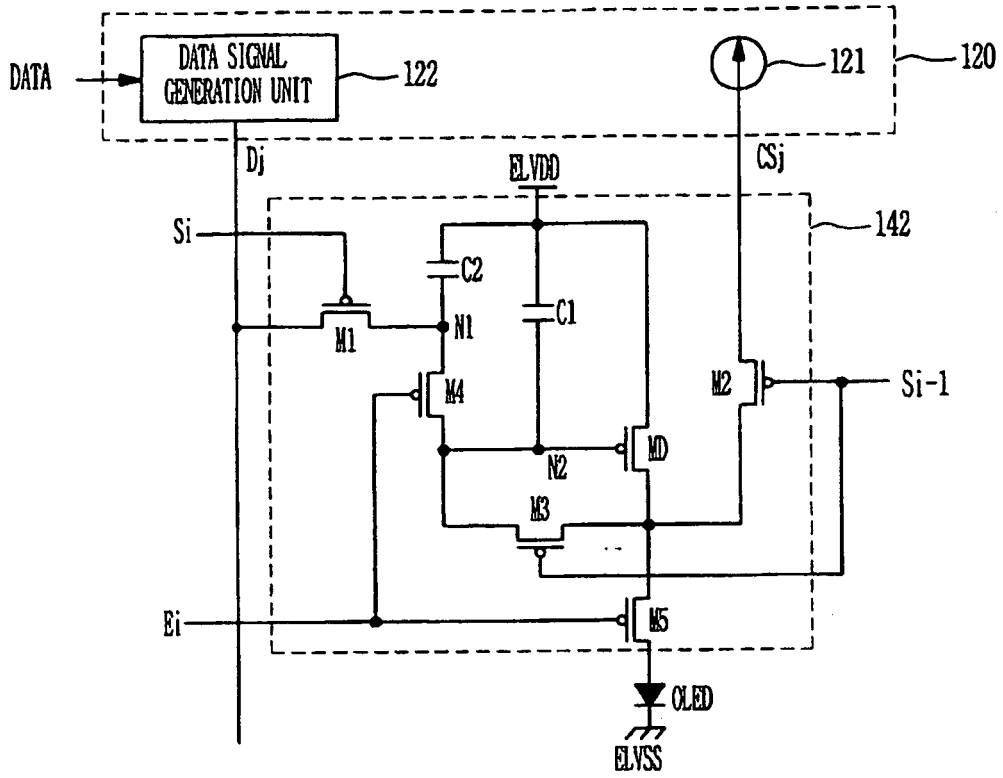 DATA
DATA SIGNAL
GENERATION UNIT
122
121
120
Dj
CSj
ELVDD
Si
142
C2
C1
M1
N1
M4
M2
Si-1
N2
MD
M3
Ei
M5
OLED
ELVSS